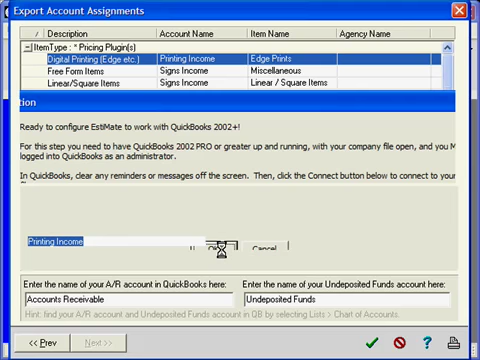 Export Account Assignments
/ Description Account Name Item Name Agency Name
ItemType : * Pricing Plugin(s)
Digital Printing (Edge etc.) Printing Income Edge Prints
Free Form Items Signs Income Miscellaneous
Linear/Square Items Signs Income Linear / Square Items
tion
Ready to configure EstiMate to work with QuickBooks 2002+!
For this step you need to have QuickBooks 2002 PRO or greater up and running, with your company file open, and you M
logged into QuickBooks as an administrator.
In QuickBooks, clear any reminders or messages off the screen. Then, click the Connect button below to connect to your
Printing Income
Cancel
Enter the name of your A/R account in QuickBooks here: Enter the name of your Undeposited Funds account here:
Accounts Receivable Undeposited Funds
Hint: find your A/R account and Undeposited Funds account in QB by selecting Lists > Chart of Accounts.
<< Prev Next >>